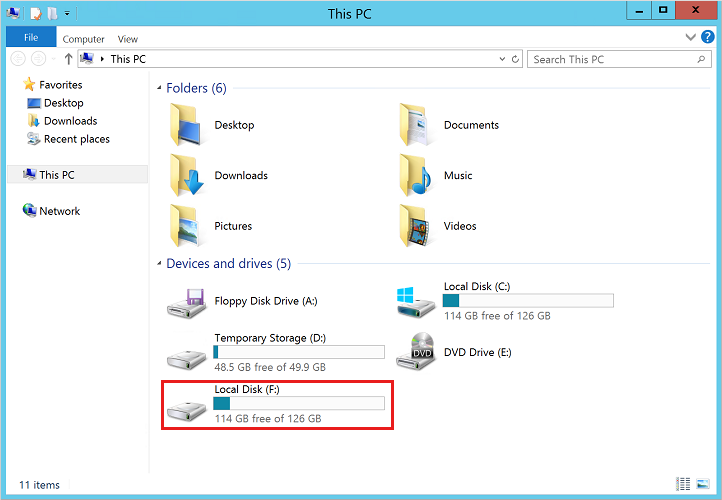 This PC
File
Computer
View
This PC
Search This PC
Favorites
Desktop
Downloads
Recent places
This PC
Network
Folders (6)
Desktop
Documents
Downloads
Music
Pictures
Videos
Devices and drives (5)
Floppy Disk Drive (A:)
Local Disk (C:)
114 GB free of 126 GB
Temporary Storage (D:)
48.5 GB free of 49.9 GB
DVD
DVD Drive (E:)
Local Disk (F:)
114 GB free of 126 GB
11 items